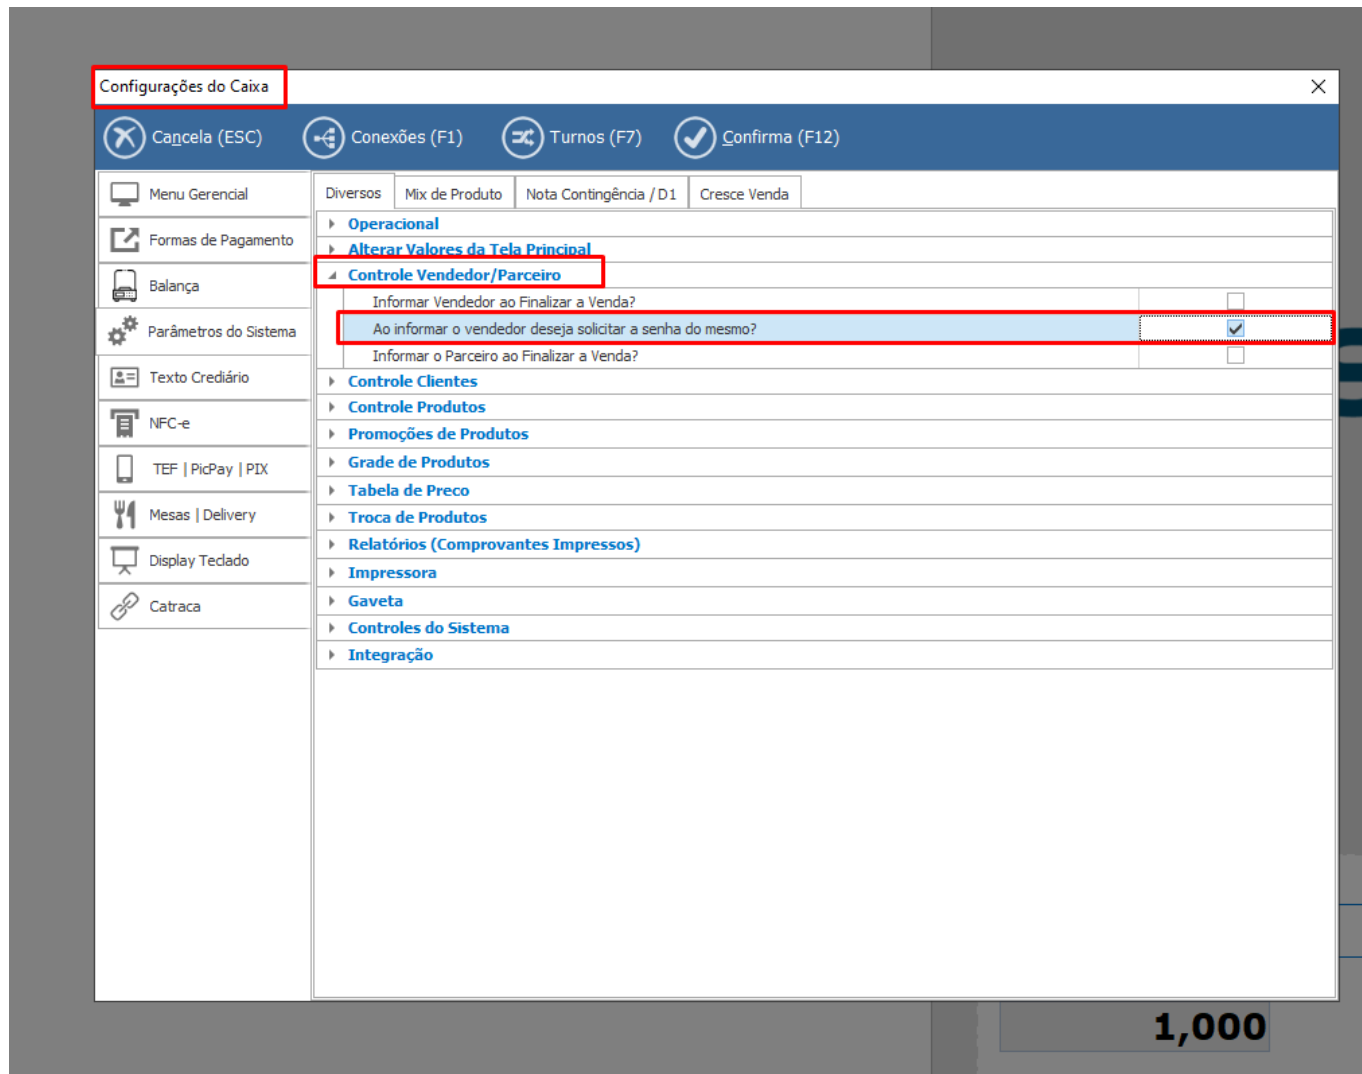 Configurações do Caixa
Cancela (ESC)
Conexões (F1)
Turnos (F7)
Confirma (F12)
Menu Gerencial
Formas de Pagamento
Balança
Parâmetros do Sistema
Texto Crediário
NFC-e
TEF | PicPay | PIX
Mesas | Delivery
Display Teclado
Catraca
Diversos
Mix de Produto
Nota Contingência / D1
Cresce Venda
Operacional
Alterar Valores da Tela Principal
Controle Vendedor/Parceiro
Informar Vendedor ao Finalizar a Venda?
Ao informar o vendedor deseja solicitar a senha do mesmo?
Informar o Parceiro ao Finalizar a Venda?
Controle Clientes
Controle Produtos
Promoções de Produtos
Grade de Produtos
Tabela de Preco
Troca de Produtos
Relatórios (Comprovantes Impressos)
Impressora
Gaveta
Controles do Sistema
Integração
1,000